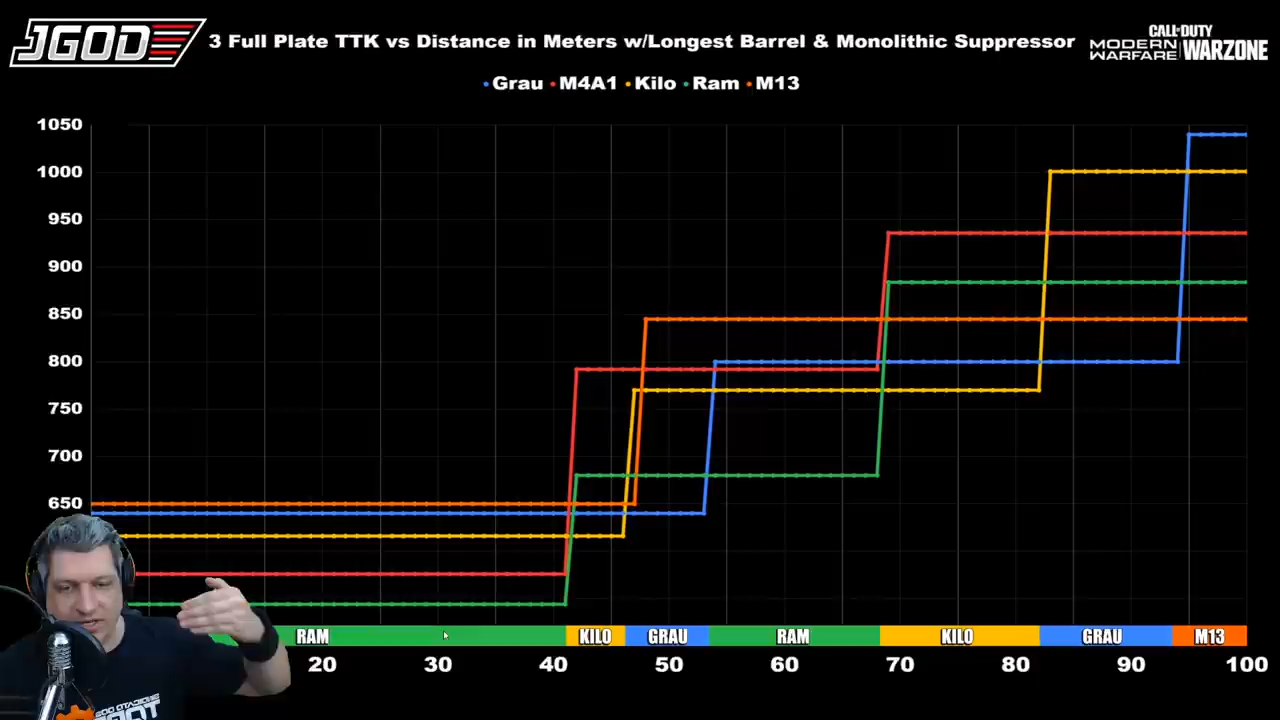 JGOD
3 Full Plate TTK vs Distance in Meters w/Longest Barrel & Monolithic Suppressor
CALL OF DUTY
MODERN WARFARE
WARZONE
Grau M4A1 Kilo Ram M13
1050
1000
950
900
850
800
750
700
650
RAM KILO GRAU RAM KILO GRAU M13
20 30 40 50 60 70 80 90 100